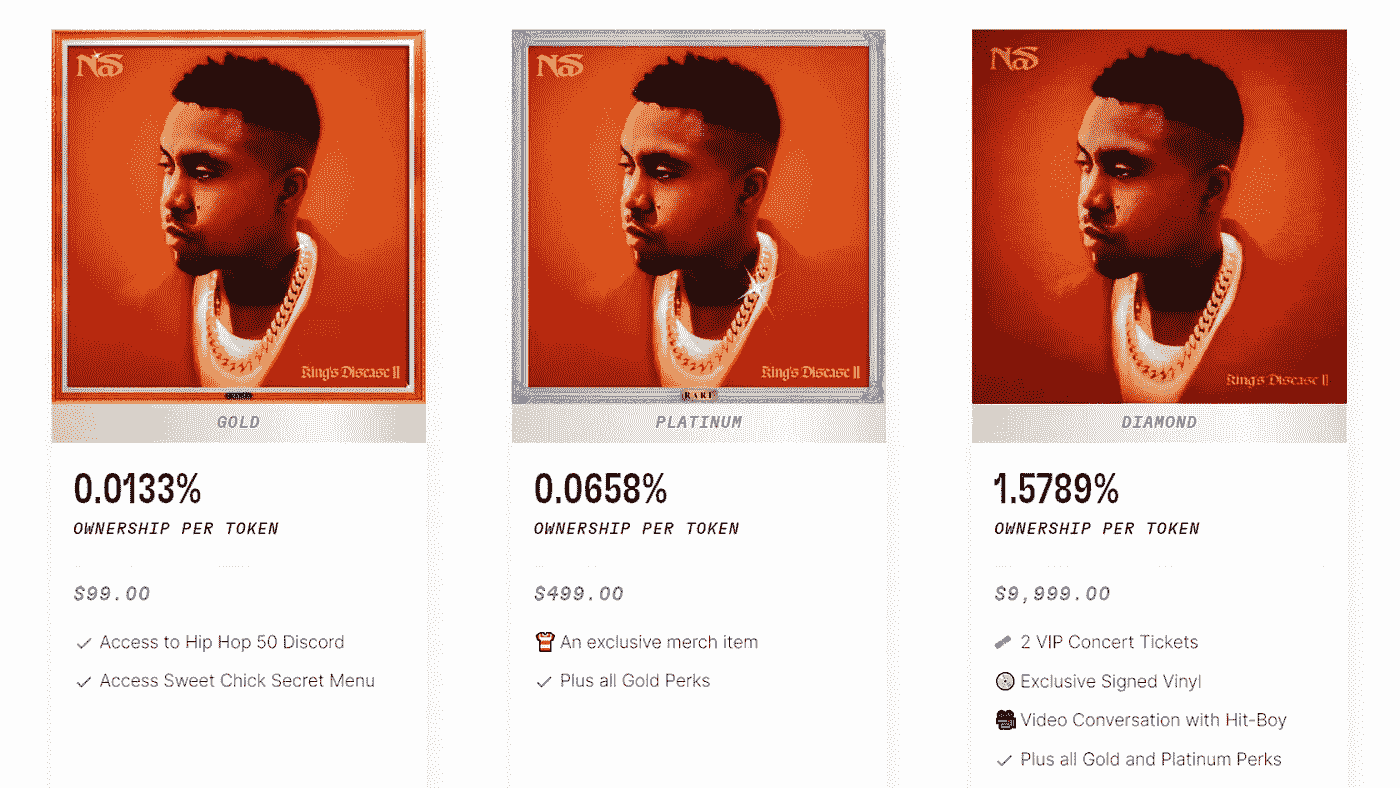 NaS
King's Disease II
GOLD
0.0133%
OWNERSHIP PER TOKEN
$99.00
Access to Hip Hop 50 Discord
Access Sweet Chick Secret Menu
NaS
King's Disease II
RARE
PLATINUM
0.0658%
OWNERSHIP PER TOKEN
$499.00
An exclusive merch item
Plus all Gold Perks
NaS
King's Disease II
DIAMOND
1.5789%
OWNERSHIP PER TOKEN
$9,999.00
2 VIP Concert Tickets
Exclusive Signed Vinyl
Video Conversation with Hit-Boy
Plus all Gold and Platinum Perks